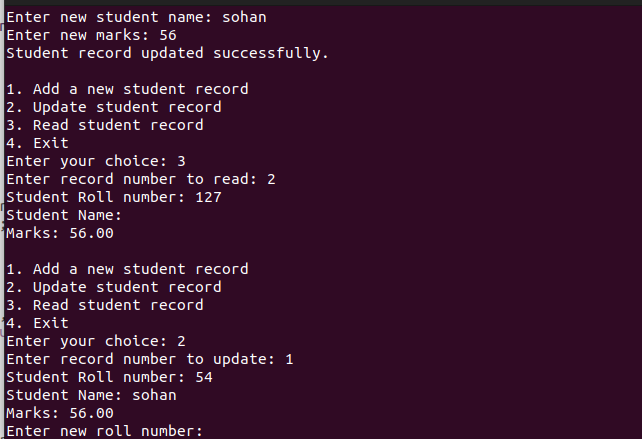 Enter new student name: sohan
Enter new marks: 56
Student record updated successfully.
1. Add a new student record
2. Update student record
3. Read student record
4. Exit
Enter your choice: 3
Enter record number to read: 2
Student Roll number: 127
Student Name:
Marks: 56.00
1. Add a new student record
2. Update student record
3. Read student record
4. Exit
Enter your choice: 2
Enter record number to update: 1
Student Roll number: 54
Student Name: sohan
Marks: 56.00
Enter new roll number: